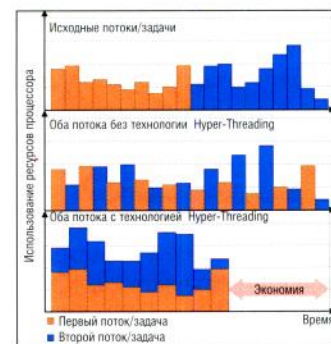 Использование ресурсов процессора
Исходные потоки/задачи
Оба потока без технологии Hyper-Threading
Оба потока с технологией Hyper-Threading
Экономия
Время
Первый поток/задача
Второй поток/задача